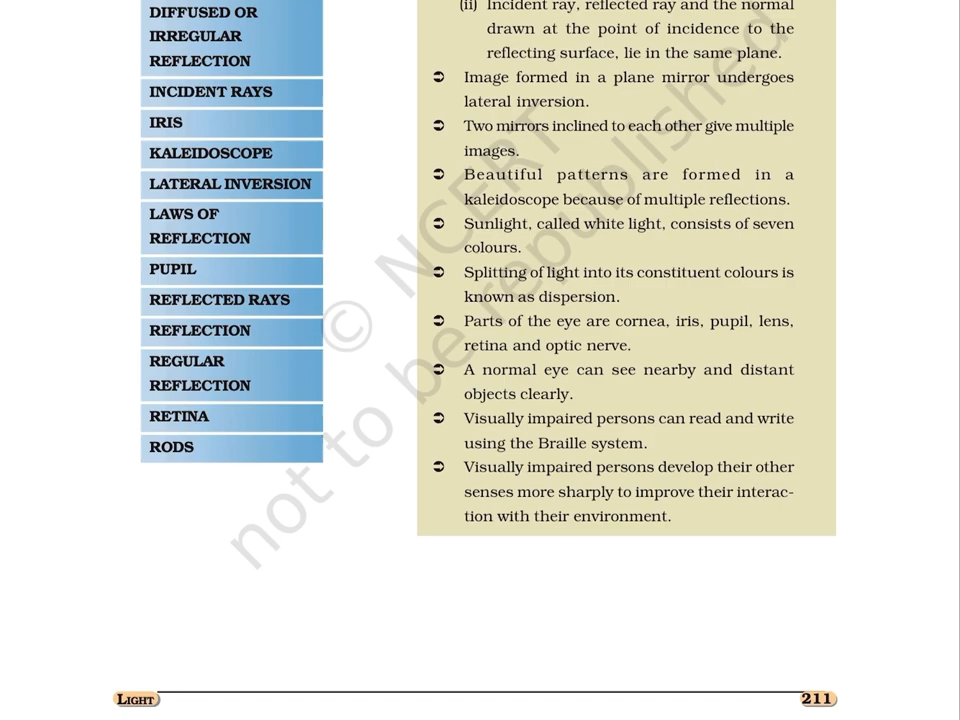 DIFFUSED OR
IRREGULAR
REFLECTION
INCIDENT RAYS
IRIS
KALEIDOSCOPE
LATERAL INVERSION
LAWS OF
REFLECTION
PUPIL
REFLECTED RAYS
REFLECTION
REGULAR
REFLECTION
RETINA
RODS
(ii) Incident ray, reflected ray and the normal
drawn at the point of incidence to the
reflecting surface, lie in the same plane.
➲ Image formed in a plane mirror undergoes
lateral inversion.
➲ Two mirrors inclined to each other give multiple
images.
➲ Beautiful patterns are formed in a
kaleidoscope because of multiple reflections.
➲ Sunlight, called white light, consists of seven
colours.
➲ Splitting of light into its constituent colours is
known as dispersion.
➲ Parts of the eye are cornea, iris, pupil, lens,
retina and optic nerve.
➲ A normal eye can see nearby and distant
objects clearly.
➲ Visually impaired persons can read and write
using the Braille system.
➲ Visually impaired persons develop their other
senses more sharply to improve their interac-
tion with their environment.
© NCERT
not to be republished
LIGHT
211